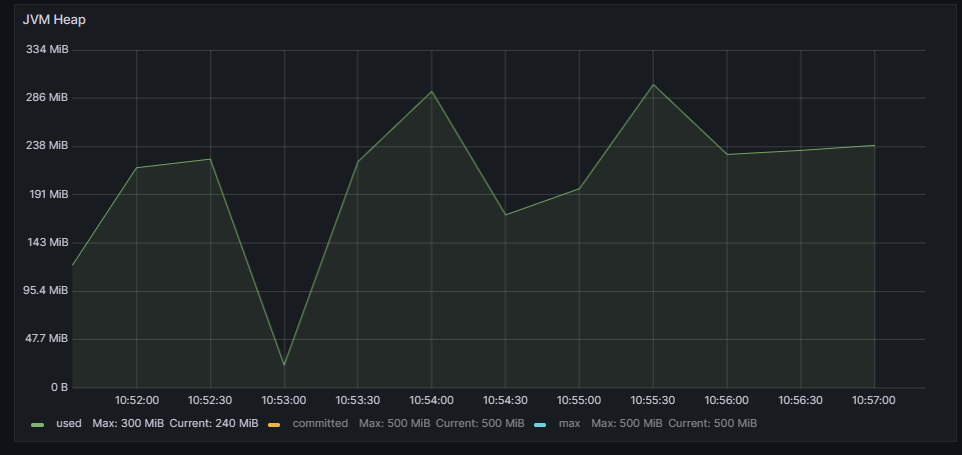 JVM Heap
334 MiB
286 MiB
238 MiB
191 MiB
143 MiB
95.4 MiB
47.7 MiB
0 B
10:52:00 10:52:30 10:53:00 10:53:30 10:54:00 10:54:30 10:55:00 10:55:30 10:56:00 10:56:30 10:57:00
used Max: 300 MiB Current: 240 MiB committed Max: 500 MiB Current: 500 MiB max Max: 500 MiB Current: 500 MiB